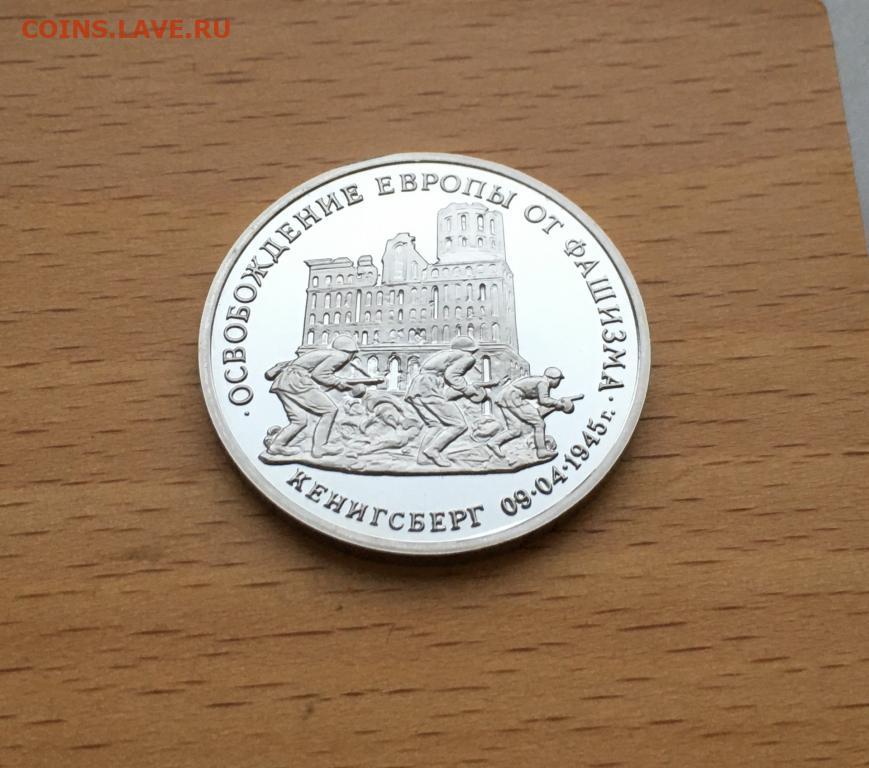 COINS.LAVE.RU
·ОСВОБОЖДЕНИЕ ЕВРОПЫ ОТ ФАШИЗМА·
КЕНИГСБЕРГ 09·04·1945г.